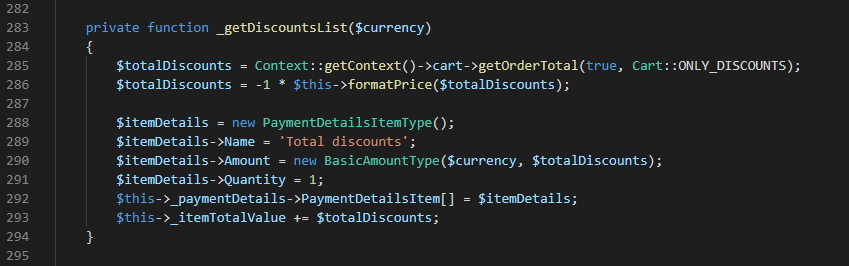 282
283 private function _getDiscountsList($currency)
284 {
285 $totalDiscounts = Context::getContext()->cart->getOrderTotal(true, Cart::ONLY_DISCOUNTS);
286 $totalDiscounts = -1 * $this->formatPrice($totalDiscounts);
287
288 $itemDetails = new PaymentDetailsItemType();
289 $itemDetails->Name = 'Total discounts';
290 $itemDetails->Amount = new BasicAmountType($currency, $totalDiscounts);
291 $itemDetails->Quantity = 1;
292 $this->_paymentDetails->PaymentDetailsItem[] = $itemDetails;
293 $this->_itemTotalValue += $totalDiscounts;
294 }
295